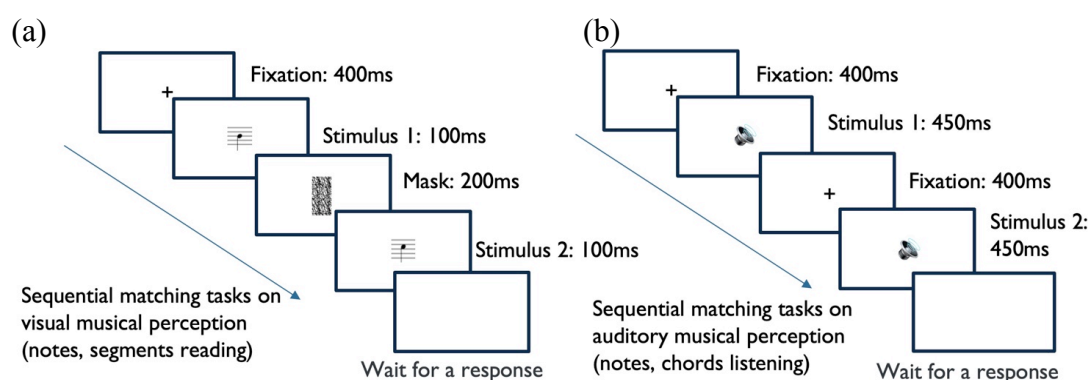 (a)
Fixation: 400ms
Stimulus 1: 100ms
Mask: 200ms
Stimulus 2: 100ms
Sequential matching tasks on
visual musical perception
(notes, segments reading)
Wait for a response
(b)
Fixation: 400ms
Stimulus 1: 450ms
Fixation: 400ms
Stimulus 2:
450ms
Sequential matching tasks on
auditory musical perception
(notes, chords listening)
Wait for a response